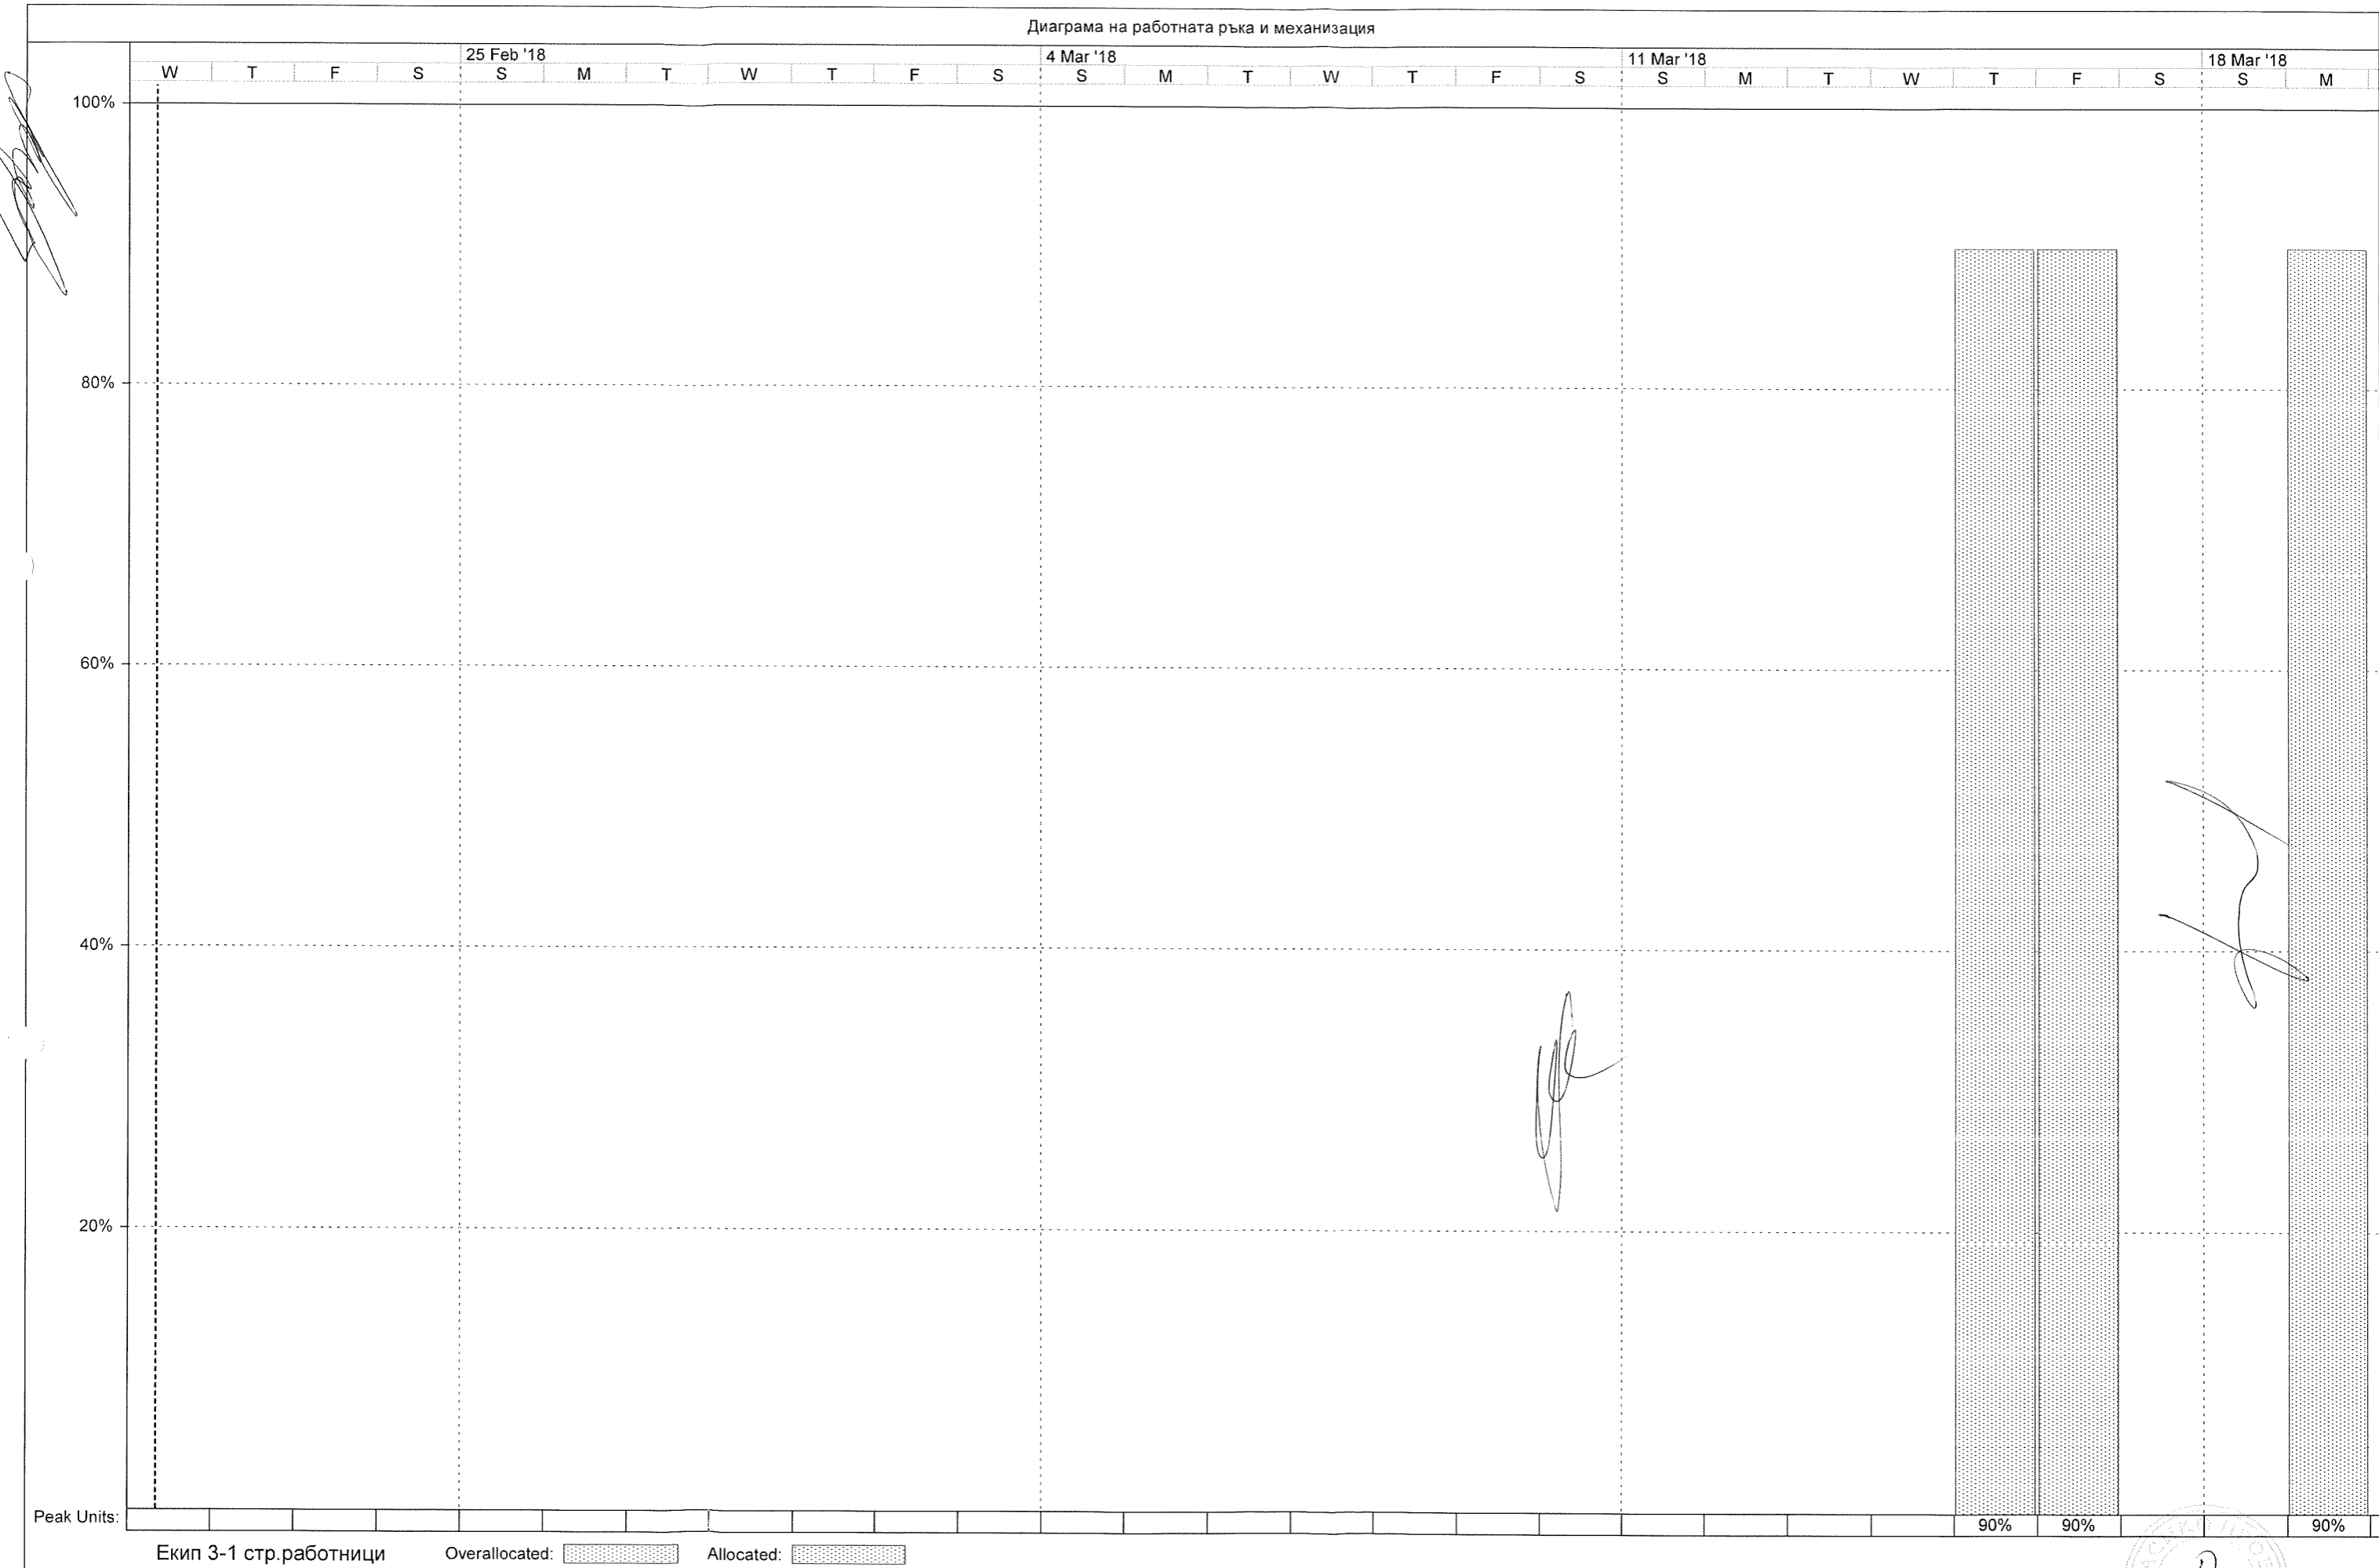 Диаграма на работната ръка и механизация
25 Feb '18 4 Mar '18 11 Mar '18 18 Mar '18
W T F S S M T W T F S S M T W T F S S M T W T F S S M
100%
80%
60%
40%
20%
Peak Units: 90% 90% 90%
Екип 3-1 стр.работници Overallocated: Allocated: